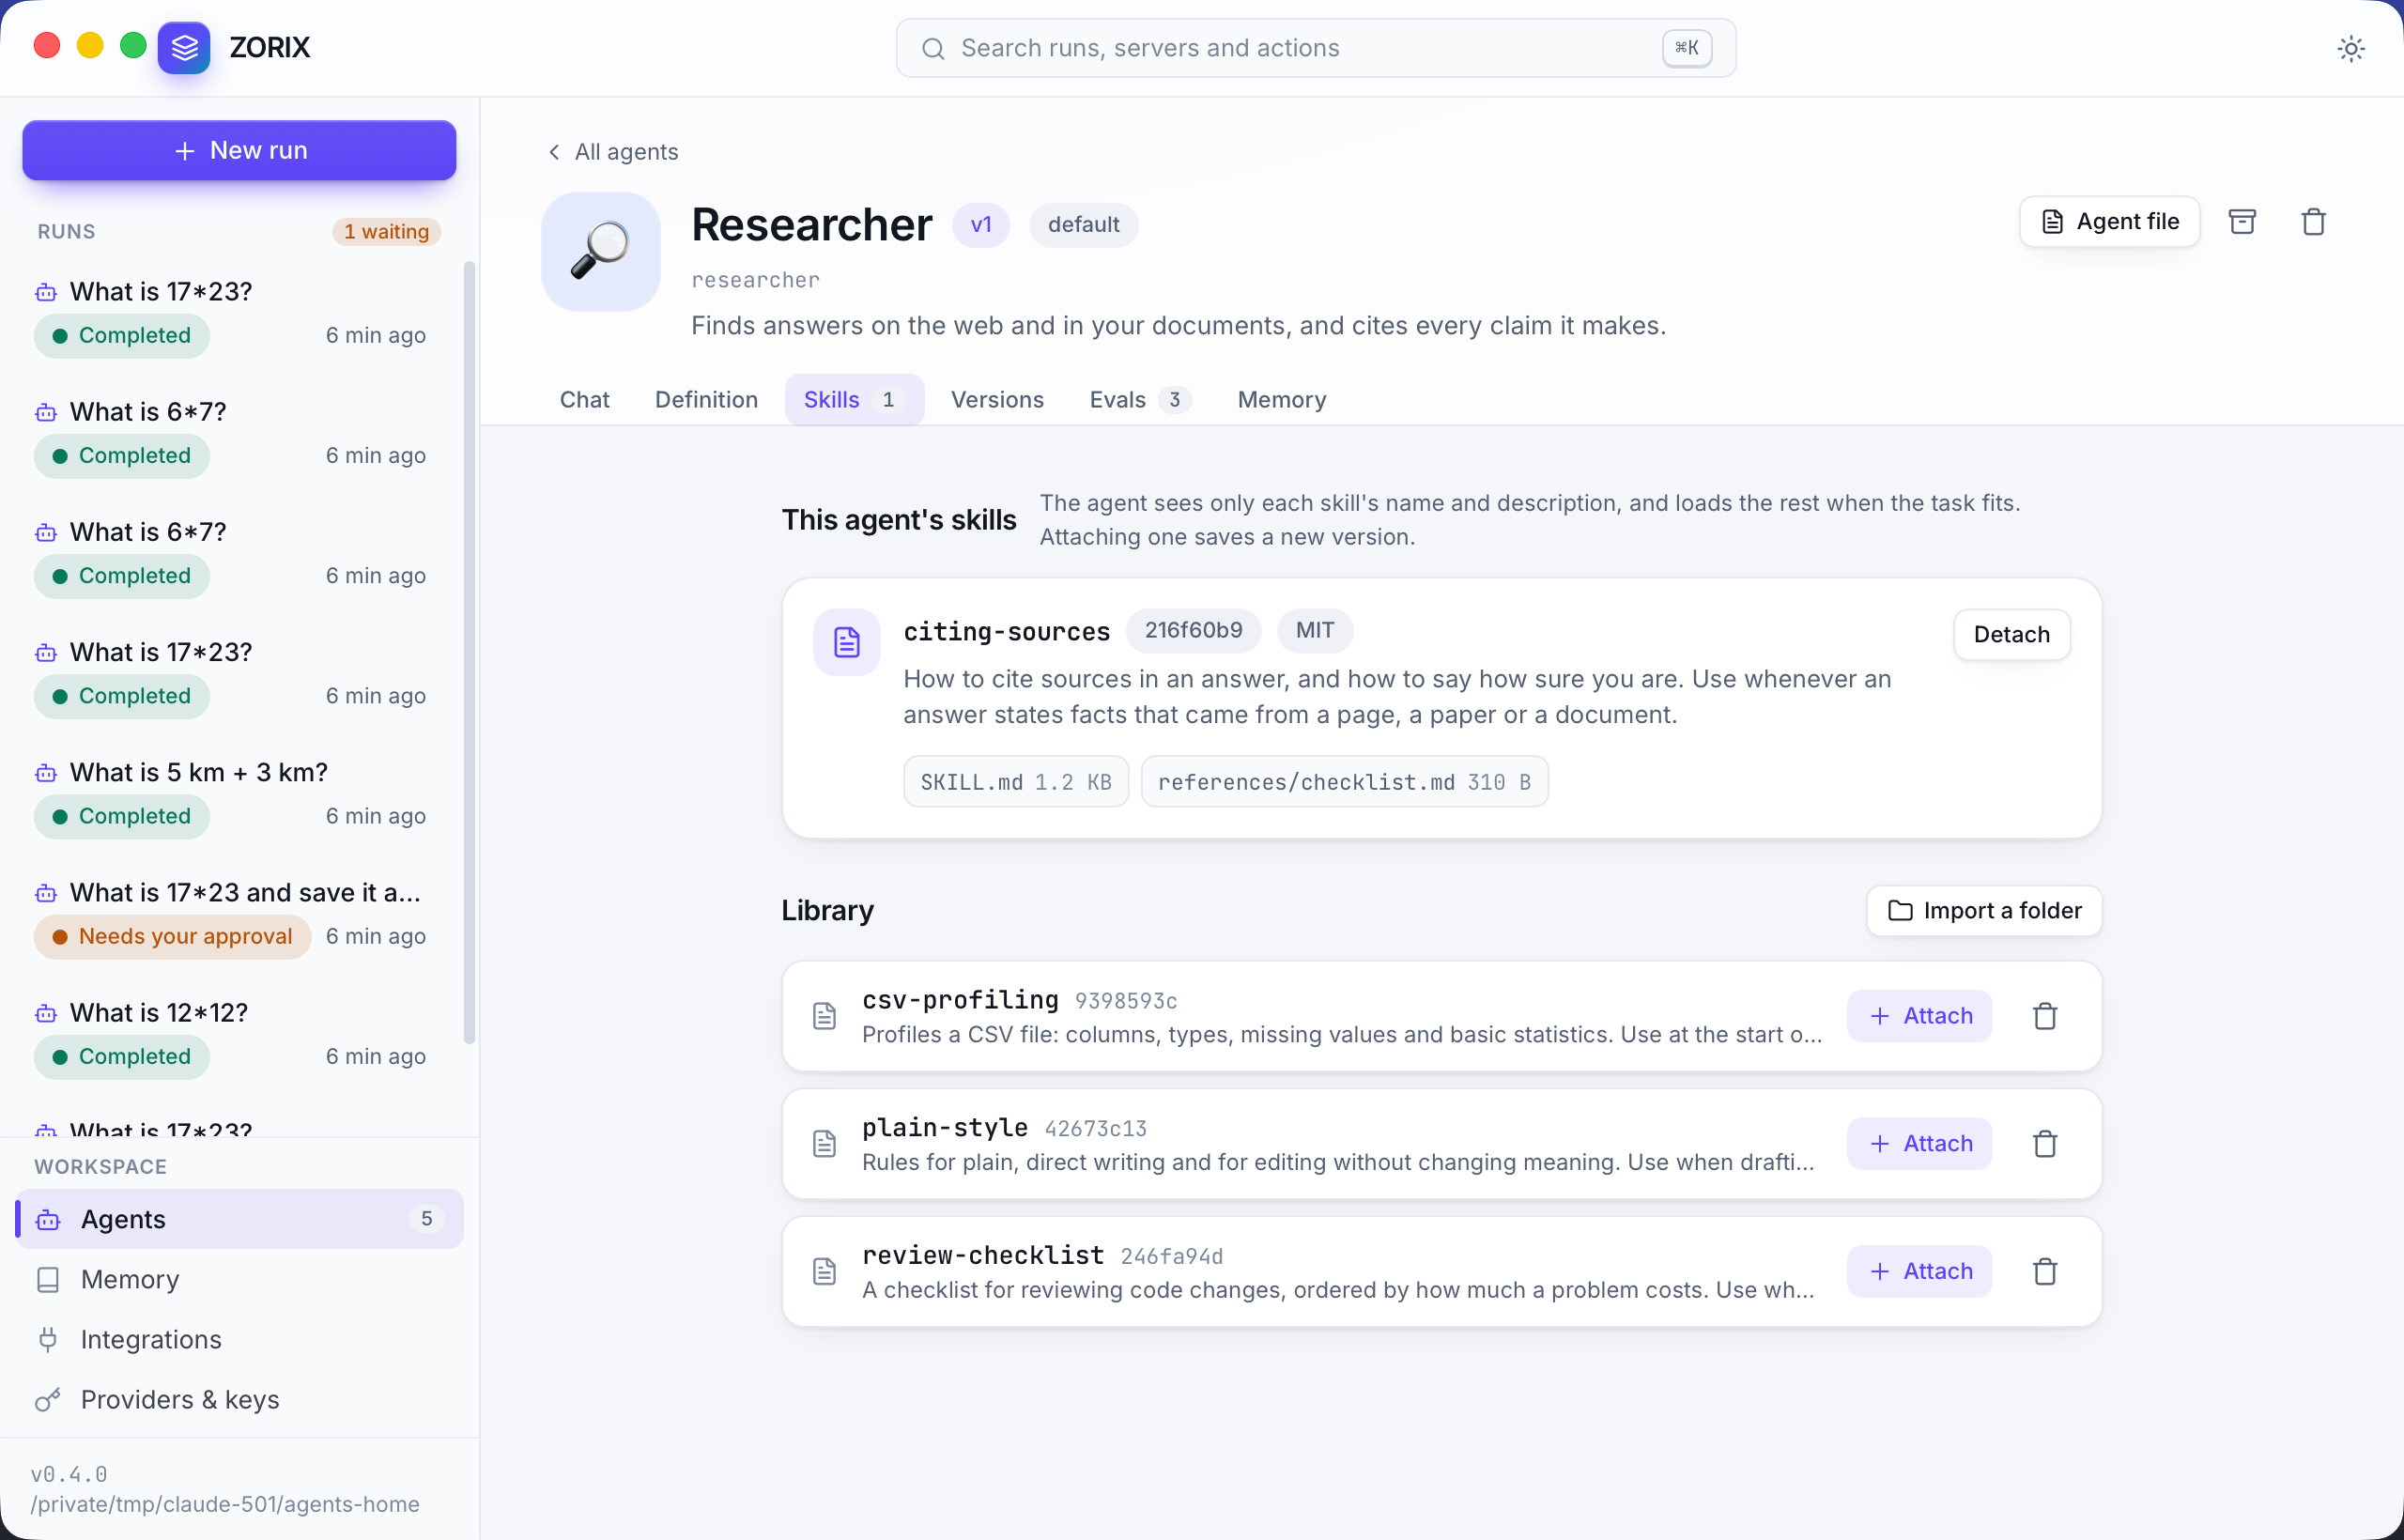 ZORIX
Search runs, servers and actions
⌘K
New run
RUNS
1 waiting
What is 17*23?
Completed
6 min ago
What is 6*7?
Completed
6 min ago
What is 6*7?
Completed
6 min ago
What is 17*23?
Completed
6 min ago
What is 5 km + 3 km?
Completed
6 min ago
What is 17*23 and save it a...
Needs your approval
6 min ago
What is 12*12?
Completed
6 min ago
What is 17*23?
WORKSPACE
Agents
5
Memory
Integrations
Providers & keys
v0.4.0
/private/tmp/claude-501/agents-home
All agents
Researcher
v1
default
researcher
Finds answers on the web and in your documents, and cites every claim it makes.
Agent file
Chat
Definition
Skills 1
Versions
Evals 3
Memory
This agent's skills
The agent sees only each skill's name and description, and loads the rest when the task fits.
Attaching one saves a new version.
citing-sources
216f60b9
MIT
Detach
How to cite sources in an answer, and how to say how sure you are. Use whenever an
answer states facts that came from a page, a paper or a document.
SKILL.md 1.2 KB
references/checklist.md 310 B
Library
Import a folder
csv-profiling 9398593c
Profiles a CSV file: columns, types, missing values and basic statistics. Use at the start o...
Attach
plain-style 42673c13
Rules for plain, direct writing and for editing without changing meaning. Use when drafti...
Attach
review-checklist 246fa94d
A checklist for reviewing code changes, ordered by how much a problem costs. Use wh...
Attach